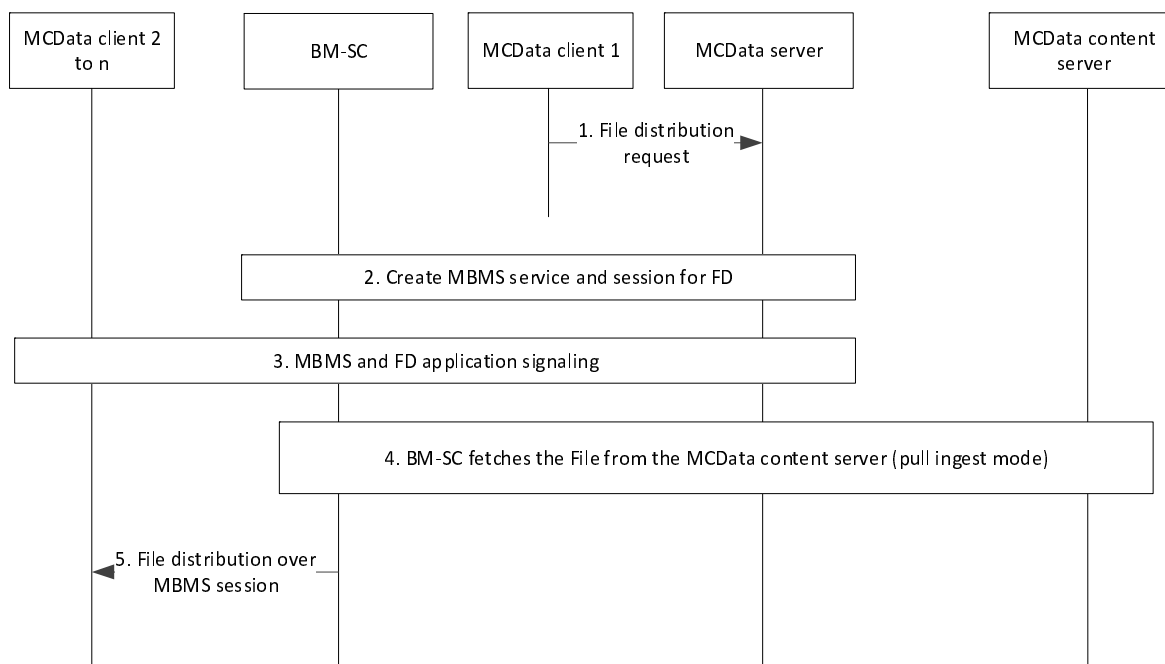 MCData client 2
to n
BM-SC
MCData client 1
MCData server
MCData content
server
1. File distribution
request
2. Create MBMS service and session for FD
3. MBMS and FD application signaling
4. BM-SC fetches the File from the MCData content server (pull ingest mode)
5. File distribution over
MBMS session